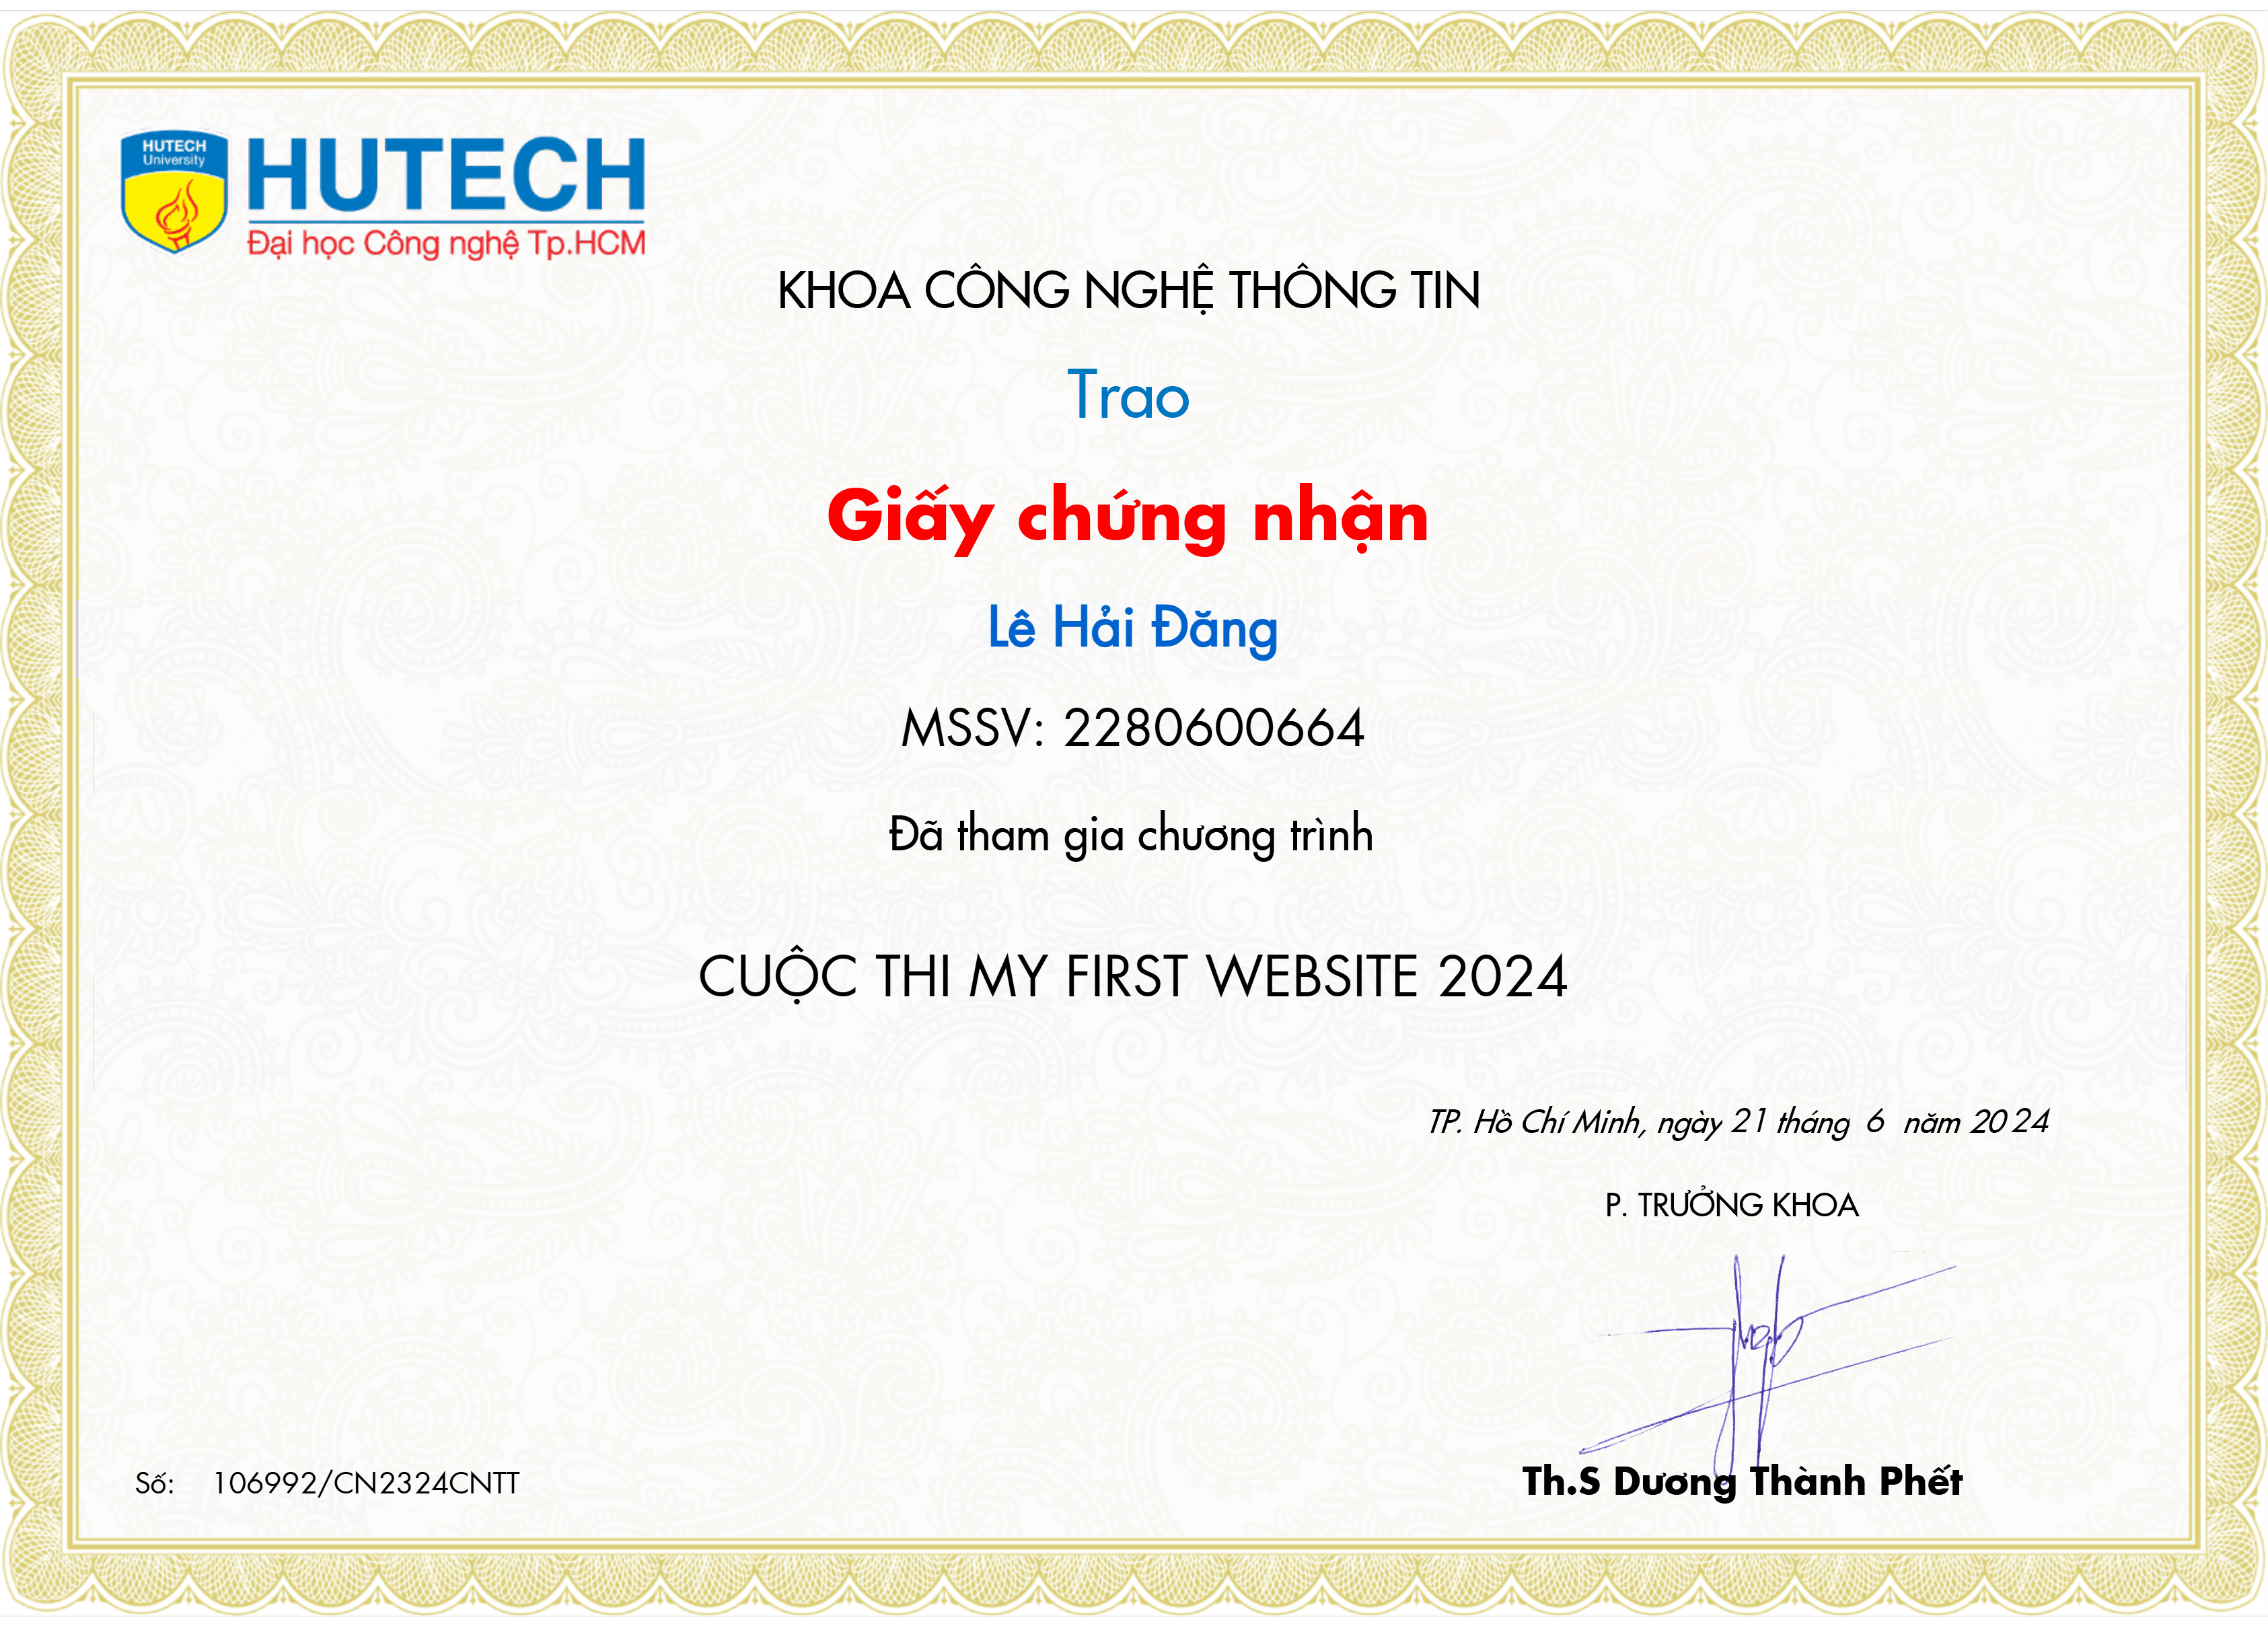 HUTECH
University
HUTECH
Đại học Công nghệ Tp.HCM
KHOA CÔNG NGHỆ THÔNG TIN
Trao
Giấy chứng nhận
Lê Hải Đăng
MSSV: 2280600664
Đã tham gia chương trình
CUỘC THI MY FIRST WEBSITE 2024
TP. Hồ Chí Minh, ngày 21 tháng 6 năm 2024
P. TRƯỞNG KHOA
Th.S Dương Thành Phết
Số: 106992/CN2324CNTT